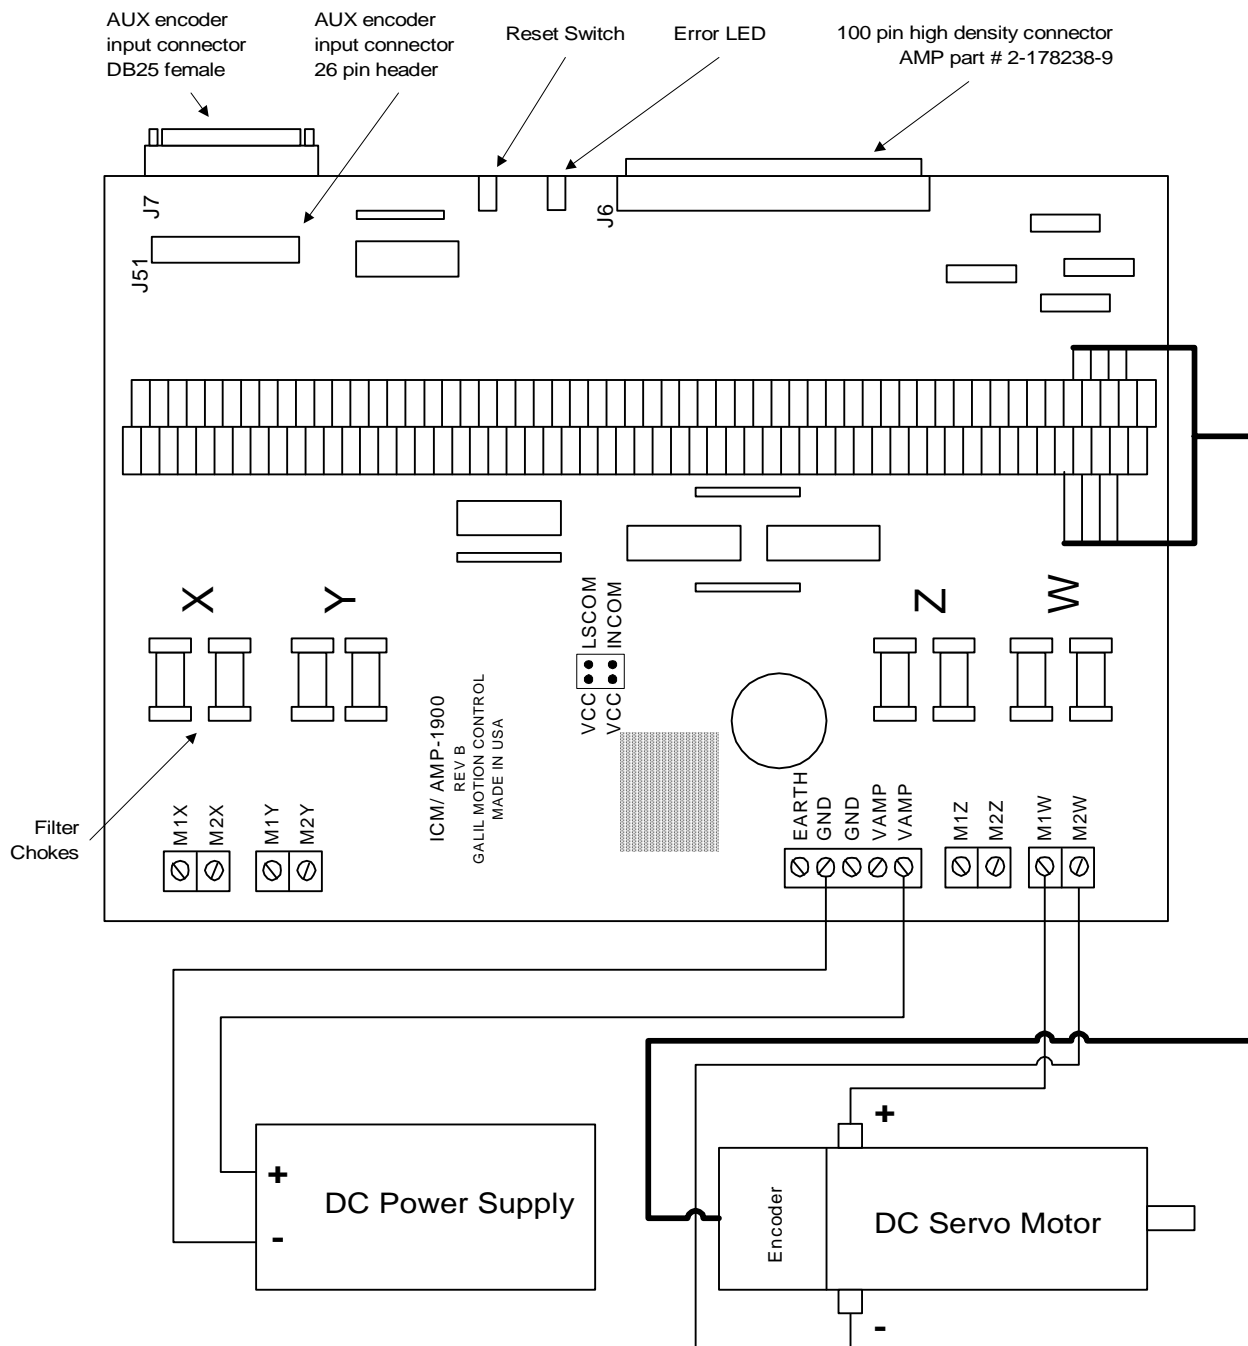 AUX encoder
input connector
DB25 female
AUX encoder
input connector
26 pin header
Reset Switch
Error LED
100 pin high density connector
AMP part # 2-178238-9
J7
J51
J6
X
Y
Z
W
LSCOM
INCOM
VCC
VCC
ICM/ AMP-1900
REV B
GALIL MOTION CONTROL
MADE IN USA
Filter
Chokes
M1X
M2X
M1Y
M2Y
EARTH
GND
GND
VAMP
VAMP
M1Z
M2Z
M1W
M2W
+
DC Power Supply
-
+
Encoder
DC Servo Motor
-